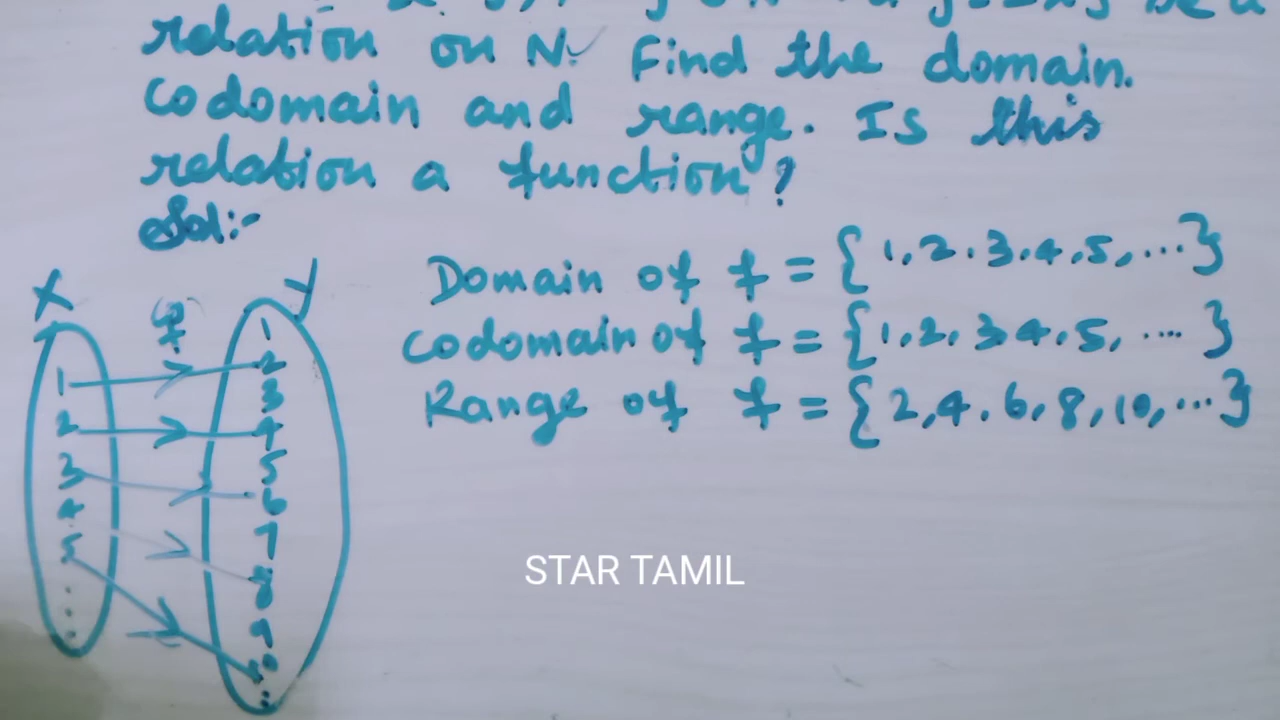 relation on N. Find the domain.
codomain and range. Is this
relation a function?
Sol:-
Domain of f = {1, 2, 3, 4, 5, ...}
codomain of f = {1, 2, 3, 4, 5, ....}
Range of f = {2, 4, 6, 8, 10, ...}
X
f
Y
1
2
3
4
5
...
1
2
3
4
5
6
7
8
9
STAR TAMIL